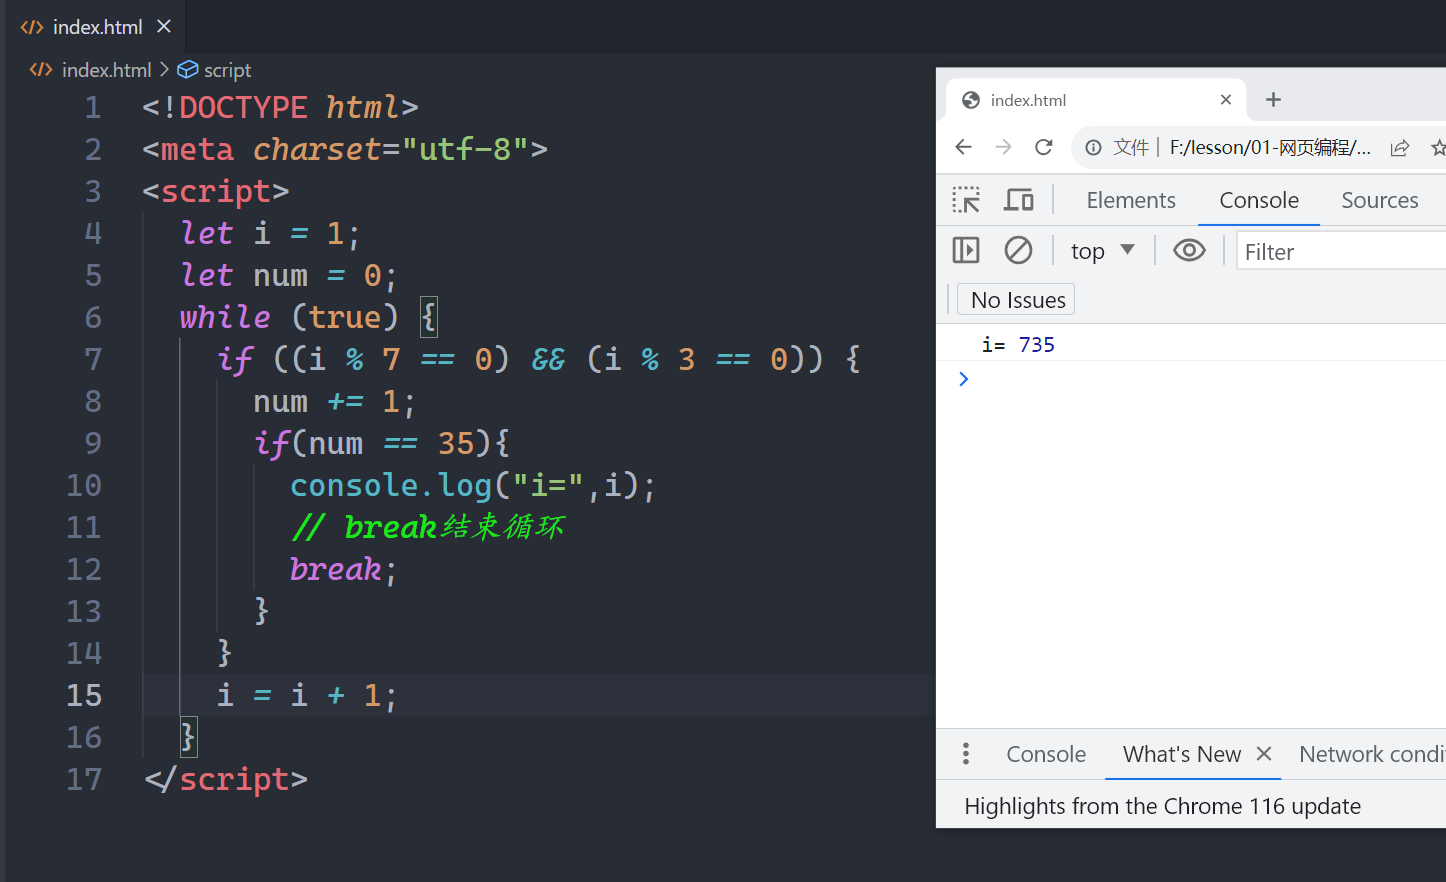 index.html
index.html > script
1 <!DOCTYPE html>
2 <meta charset="utf-8">
3 <script>
4 let i = 1;
5 let num = 0;
6 while (true) {
7 if ((i % 7 == 0) && (i % 3 == 0)) {
8 num += 1;
9 if(num == 35){
10 console.log("i=",i);
11 // break结束循环
12 break;
13 }
14 }
15 i = i + 1;
16 }
17 </script>
index.html
文件 | F:/lesson/01-网页编程/...
Elements Console Sources
top Filter
No Issues
i= 735
Console What's New Network condi
Highlights from the Chrome 116 update